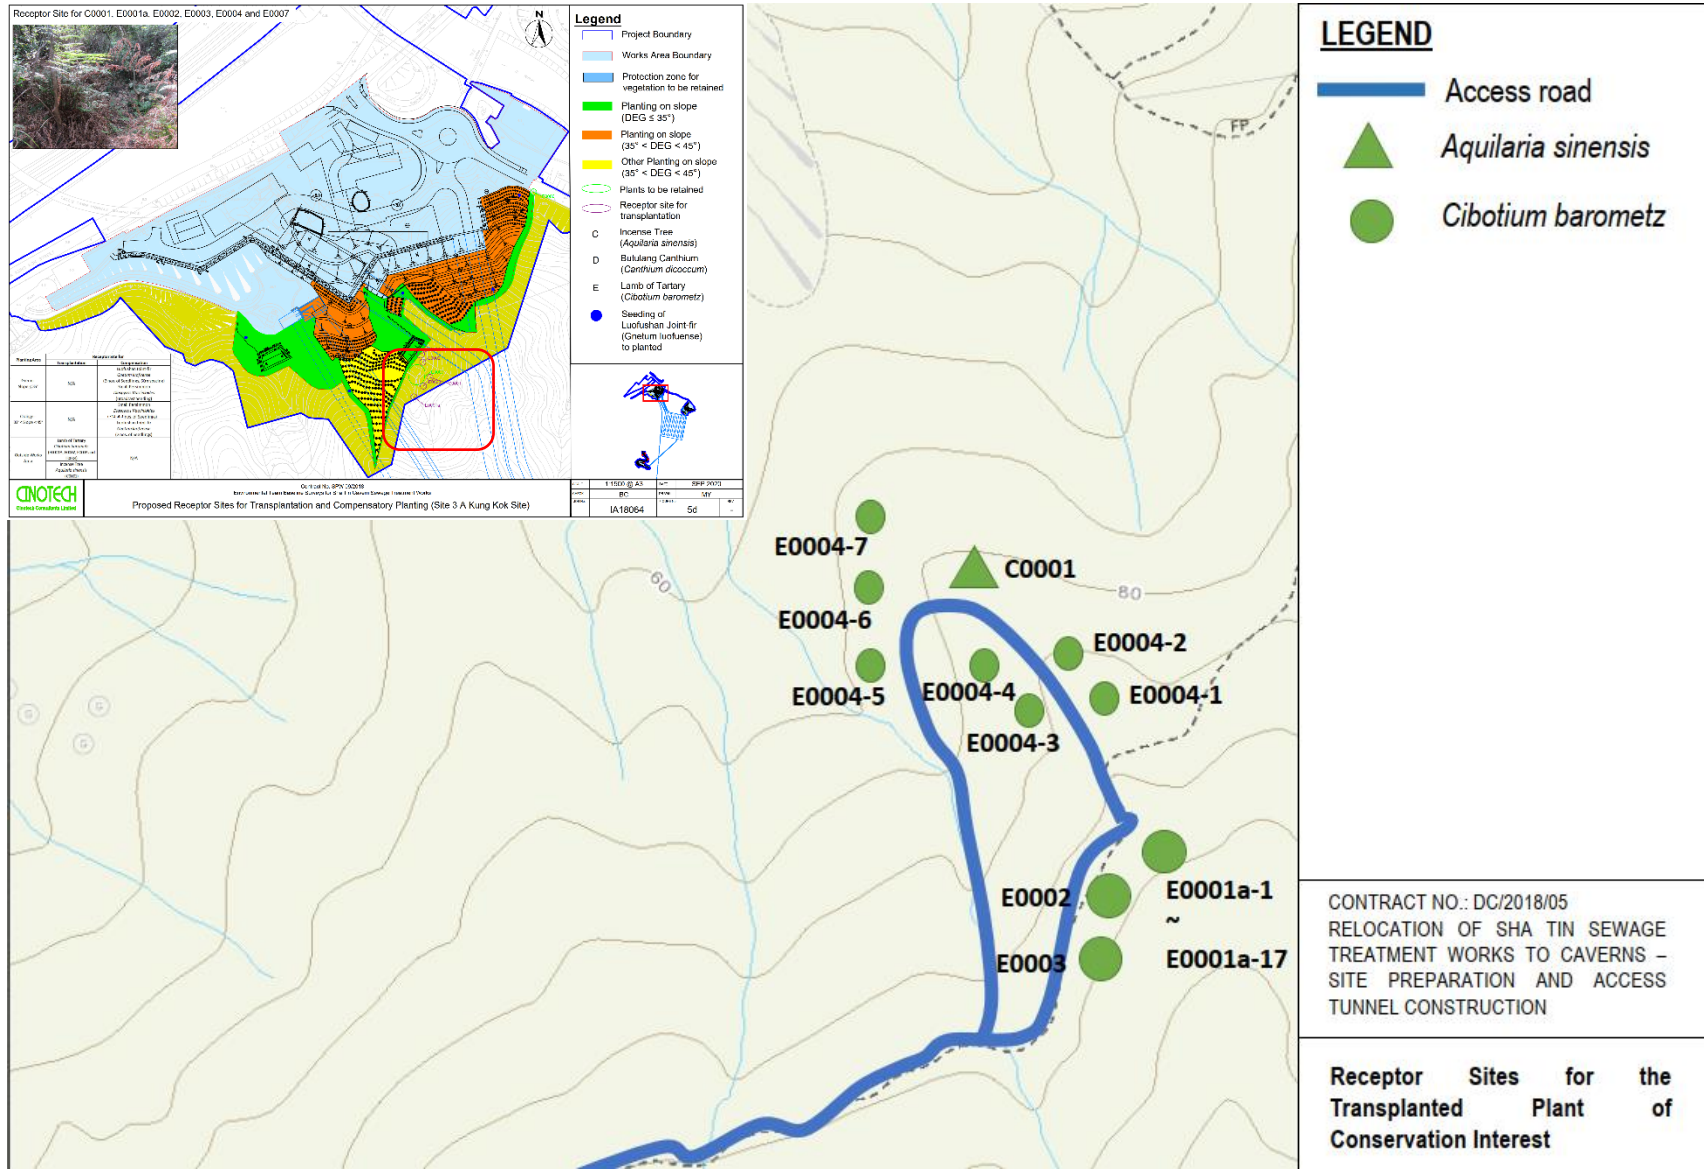 Receptor Site for C0001, E0001a, E0002, E0003, E0004 and E0007
N
Legend
Project Boundary
Works Area Boundary
Protection zone for
vegetation to be retained
Planting on slope
(DEG ≤ 35°)
Planting on slope
(35° < DEG < 45°)
Other Planting on slope
(35° < DEG < 45°)
Plants to be retained
Receptor site for
transplantation
C Incense Tree
(Aquilaria sinensis)
D Butulang Canthium
(Canthium dicoccum)
E Lamb of Tartary
(Cibotium barometz)
Seeding of
Luofushan Joint-fir
(Gnetum luofuense)
to planted
CINOTECH
Proposed Receptor Sites for Transplantation and Compensatory Planting (Site 3 A Kung Kok Site)
1:1500 @ A3
SEP 2020
BC
MY
IA18064
5d
FP
60
80
E0004-7
C0001
E0004-6
E0004-2
E0004-5
E0004-4
E0004-1
E0004-3
E0002
E0001a-1
~
E0003
E0001a-17
G
G
G
LEGEND
Access road
Aquilaria sinensis
Cibotium barometz
CONTRACT NO.: DC/2018/05
RELOCATION OF SHA TIN SEWAGE
TREATMENT WORKS TO CAVERNS –
SITE PREPARATION AND ACCESS
TUNNEL CONSTRUCTION
Receptor Sites for the
Transplanted Plant of
Conservation Interest